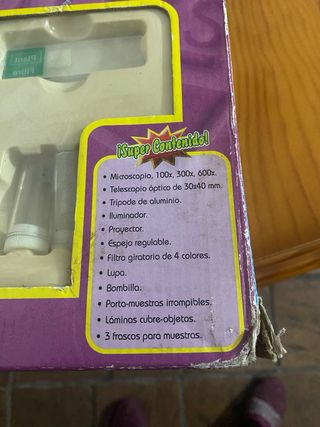 Plant
Fibre
¡Super Contenido!
• Microscopio, 100x, 300x, 600x.
• Telescopio óptico de 30x40 mm.
• Trípode de aluminio.
• Iluminador.
• Proyector.
• Espejo regulable.
• Filtro giratorio de 4 colores.
• Lupa.
• Bombilla.
• Porta-muestras irrompibles.
• Láminas cubre-objetos.
• 3 frascos para muestras.